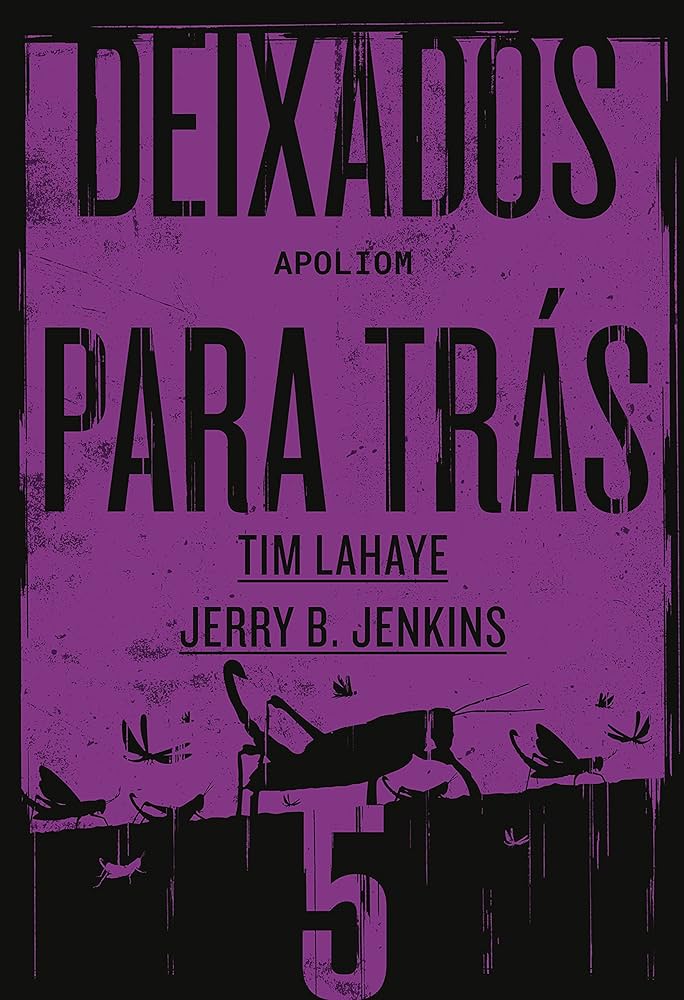 DEIXADOS
APOLIOM
PARA TRÁS
TIM LAHAYE
JERRY B. JENKINS
5